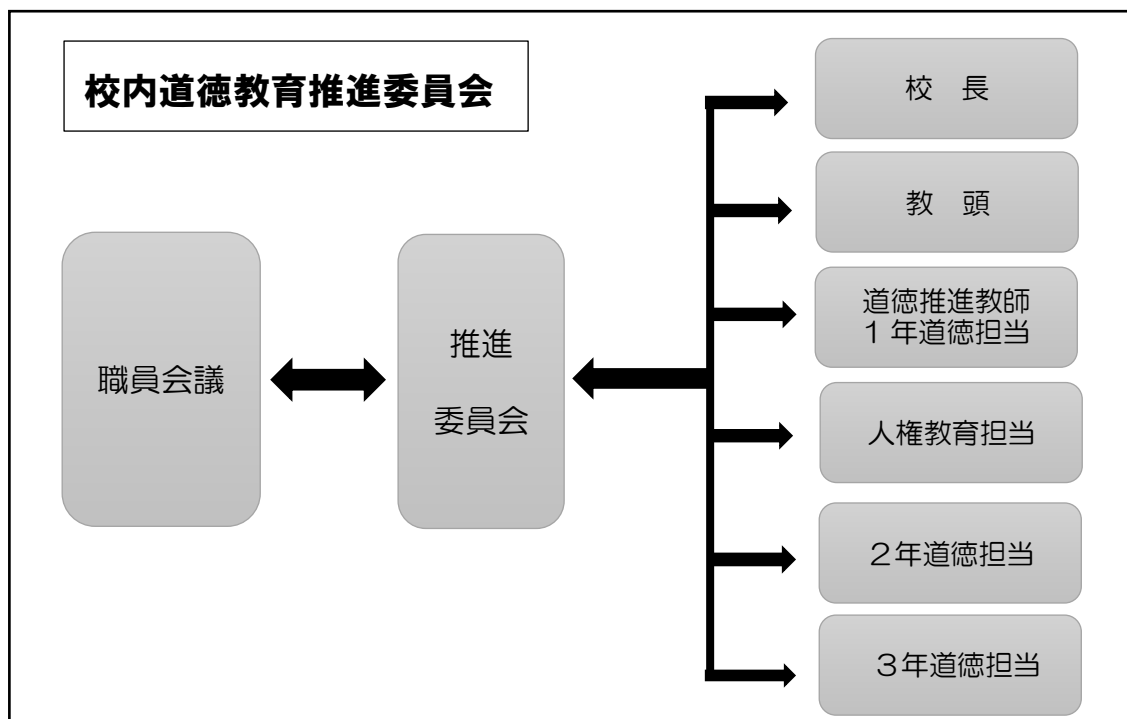 校内道徳教育推進委員会
職員会議
推進
委員会
校　長
教　頭
道徳推進教師
１年道徳担当
人権教育担当
２年道徳担当
３年道徳担当